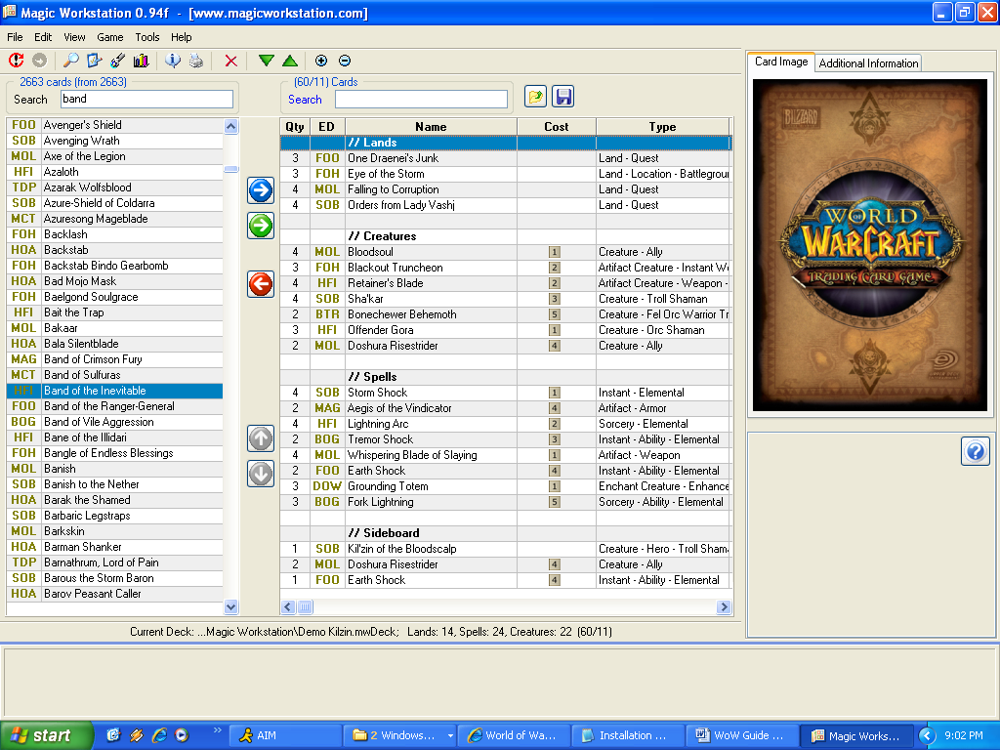 Magic Workstation 0.94f - [www.magicworkstation.com]
File Edit View Game Tools Help
2663 cards (from 2663)
Search band
FOO Avenger's Shield
SOB Avenging Wrath
MOL Axe of the Legion
HFI Azaloth
TDP Azarak Wolfsblood
SOB Azure-Shield of Coldarra
MCT Azuresong Mageblade
FOH Backlash
HOA Backstab
FOH Backstab Bindo Gearbomb
HOA Bad Mojo Mask
FOH Baelgond Soulgrace
HFI Bait the Trap
MOL Bakaar
HOA Bala Silentblade
MAG Band of Crimson Fury
MCT Band of Sulfuras
HFI Band of the Inevitable
FOO Band of the Ranger-General
BOG Band of Vile Aggression
HFI Bane of the Illidari
FOH Bangle of Endless Blessings
MOL Banish
SOB Banish to the Nether
HOA Barak the Shamed
SOB Barbaric Legstraps
MOL Barkskin
HOA Barman Shanker
TDP Barnathrum, Lord of Pain
SOB Barous the Storm Baron
HOA Barov Peasant Caller
(60/11) Cards
Search
Qty ED Name Cost Type
// Lands
3 FOO One Draenei's Junk Land - Quest
3 FOH Eye of the Storm Land - Location - Battlegroun
4 MOL Falling to Corruption Land - Quest
4 SOB Orders from Lady Vashj Land - Quest
// Creatures
4 MOL Bloodsoul 1 Creature - Ally
3 FOH Blackout Truncheon 2 Artifact Creature - Instant We
4 HFI Retainer's Blade 2 Artifact Creature - Weapon -
4 SOB Sha'kar 3 Creature - Troll Shaman
2 BTR Bonechewer Behemoth 5 Creature - Fel Orc Warrior Tr
3 HFI Offender Gora 1 Creature - Orc Shaman
2 MOL Doshura Risestrider 4 Creature - Ally
// Spells
4 SOB Storm Shock 1 Instant - Elemental
2 MAG Aegis of the Vindicator 4 Artifact - Armor
4 HFI Lightning Arc 2 Sorcery - Elemental
2 BOG Tremor Shock 3 Instant - Ability - Elemental
4 MOL Whispering Blade of Slaying 1 Artifact - Weapon
2 FOO Earth Shock 4 Instant - Ability - Elemental
3 DOW Grounding Totem 1 Enchant Creature - Enhance
3 BOG Fork Lightning 5 Sorcery - Ability - Elemental
// Sideboard
1 SOB Kil'zin of the Bloodscalp Creature - Hero - Troll Sham
2 MOL Doshura Risestrider 4 Creature - Ally
1 FOO Earth Shock 4 Instant - Ability - Elemental
Card Image Additional Information
BLIZZARD
WORLD OF
WARCRAFT
TRADING CARD GAME
Current Deck: ...Magic Workstation\Demo Kilzin.mwDeck; Lands: 14, Spells: 24, Creatures: 22 (60/11)
start AIM 2 Windows... World of Wa... Installation ... WoW Guide ... Magic Works... 9:02 PM